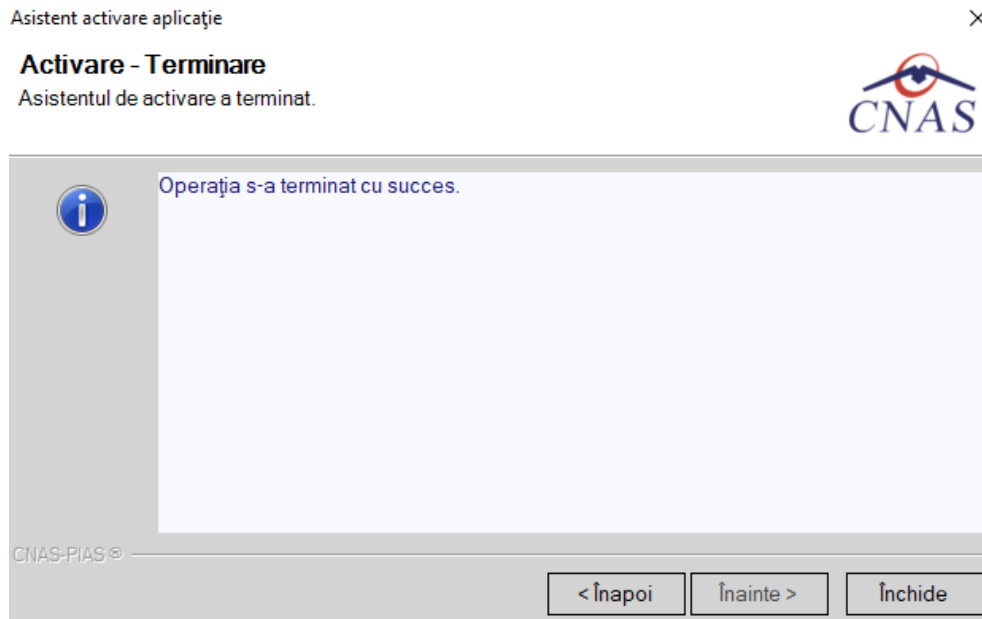 Asistent activare aplicaţie
Activare - Terminare
Asistentul de activare a terminat.
CNAS
Operaţia s-a terminat cu succes.
CNAS-PIAS ®
< Înapoi
Înainte >
Închide